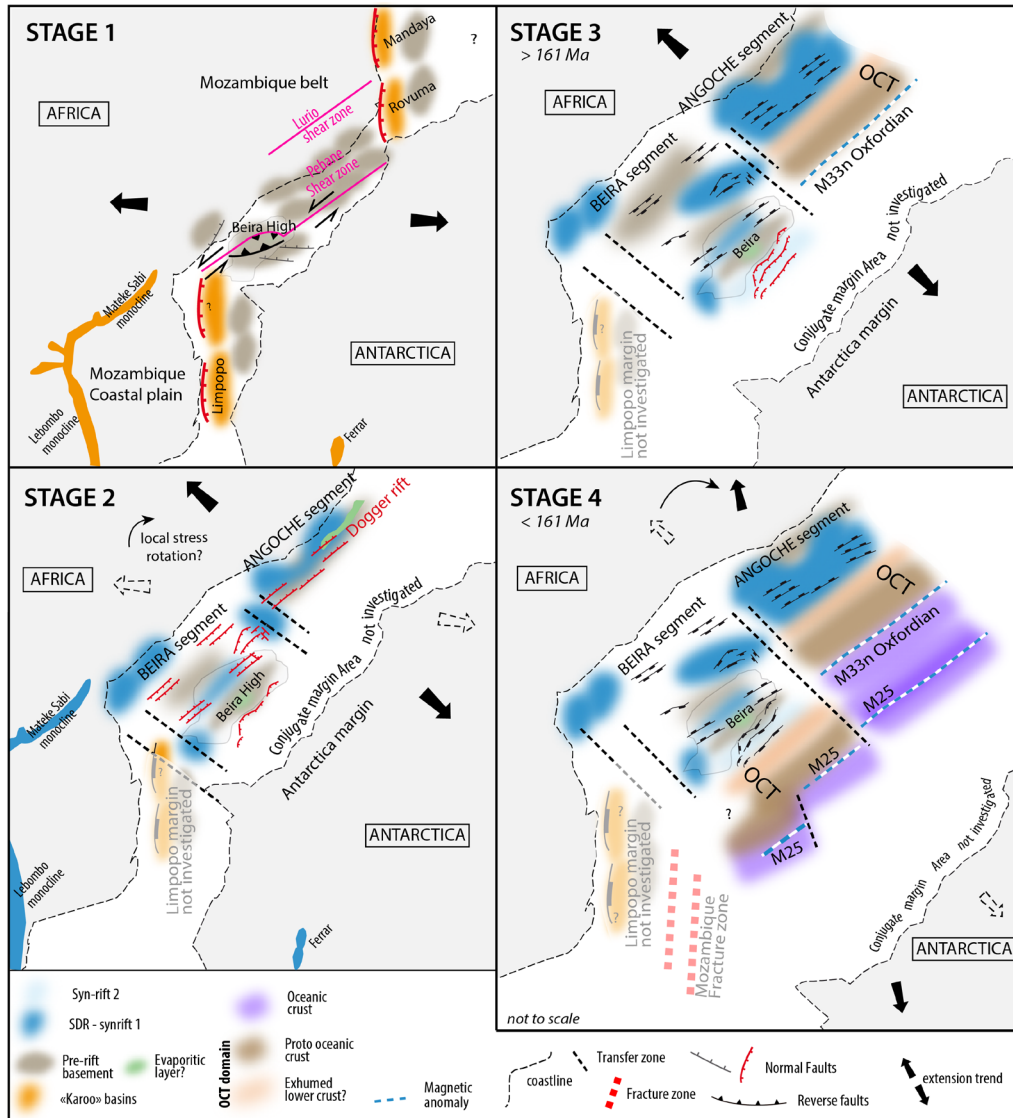 STAGE 1
Mandaya
?
Mozambique belt
AFRICA
Lurio
shear zone
Rovuma
Pebane
Shear zone
Beira High
Mateke Sabi
monocline
?
ANTARCTICA
Mozambique
Coastal plain
Limpopo
Lebombo
monocline
Ferrar
STAGE 3
> 161 Ma
ANGOCHE segment
OCT
AFRICA
M33n Oxfordian
BEIRA segment
Beira
Conjugate margin Area not investigated
Antarctica margin
?
Limpopo margin
not investigated
ANTARCTICA
STAGE 2
local stress
rotation?
ANGOCHE segment
Dogger rift
AFRICA
BEIRA segment
Beira High
Conjugate margin Area not investigated
Antarctica margin
Mateke Sabi
monocline
?
Limpopo margin
not investigated
ANTARCTICA
Lebombo
monocline
Ferrar
STAGE 4
< 161 Ma
ANGOCHE segment
OCT
AFRICA
M33n Oxfordian
M25
BEIRA segment
Beira
OCT
M25
?
M25
?
Limpopo margin
not investigated
?
Mozambique
Fracture zone
Conjugate margin Area not investigated
ANTARCTICA
not to scale
Syn-rift 2
SDR - synrift 1
Pre-rift
basement
Evaporitic
layer?
«Karoo» basins
Oceanic
crust
OCT domain
Proto oceanic
crust
Exhumed
lower crust?
Magnetic
anomaly
coastline
Transfer zone
Fracture zone
Normal Faults
Reverse faults
extension trend